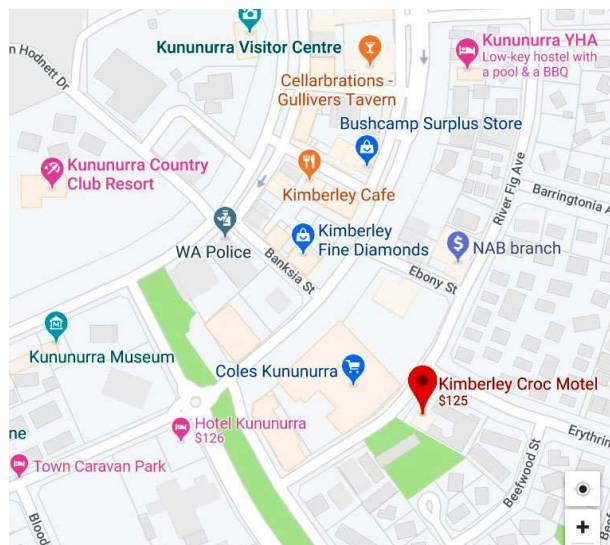 Kununurra Visitor Centre
Kununurra YHA
Low-key hostel with
a pool & a BBQ
n Hodnett Dr
Cellarbrations -
Gullivers Tavern
Bushcamp Surplus Store
Kununurra Country
Club Resort
Kimberley Cafe
River Fig Ave
Barringtonia A
WA Police
Kimberley
Fine Diamonds
NAB branch
Banksia St
Ebony St
$
Kununurra Museum
Coles Kununurra
Kimberley Croc Motel
$125
Hotel Kununurra
$126
ne
Town Caravan Park
Erythrin
Beefwood St
Blood
Beef
+